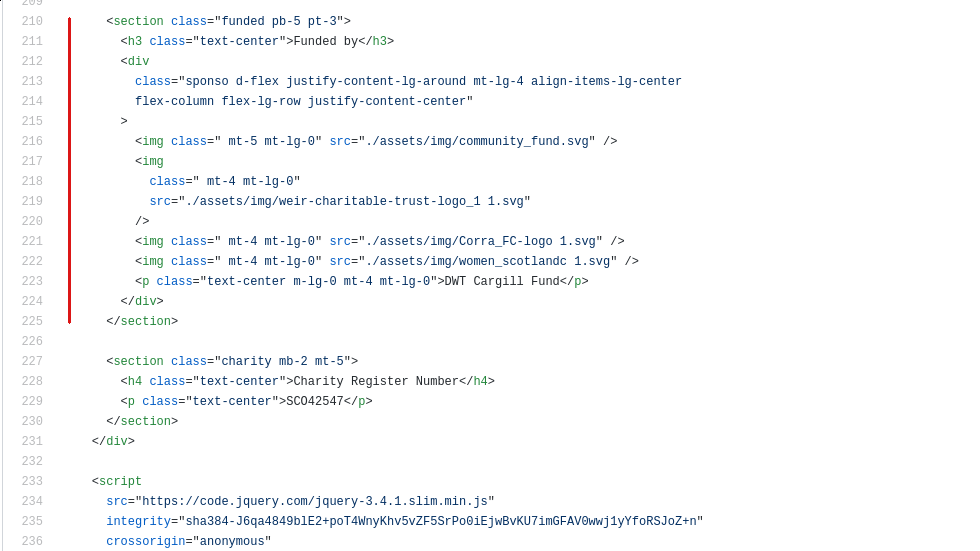 209
210 <section class="funded pb-5 pt-3">
211 <h3 class="text-center">Funded by</h3>
212 <div
213 class="sponso d-flex justify-content-lg-around mt-lg-4 align-items-lg-center
214 flex-column flex-lg-row justify-content-center"
215 >
216 <img class=" mt-5 mt-lg-0" src="./assets/img/community_fund.svg" />
217 <img
218 class=" mt-4 mt-lg-0"
219 src="./assets/img/weir-charitable-trust-logo_1 1.svg"
220 />
221 <img class=" mt-4 mt-lg-0" src="./assets/img/Corra_FC-logo 1.svg" />
222 <img class=" mt-4 mt-lg-0" src="./assets/img/women_scotlandc 1.svg" />
223 <p class="text-center m-lg-0 mt-4 mt-lg-0">DWT Cargill Fund</p>
224 </div>
225 </section>
226
227 <section class="charity mb-2 mt-5">
228 <h4 class="text-center">Charity Register Number</h4>
229 <p class="text-center">SCO42547</p>
230 </section>
231 </div>
232
233 <script
234 src="https://code.jquery.com/jquery-3.4.1.slim.min.js"
235 integrity="sha384-J6qa4849blE2+poT4WnyKhv5vZF5SrPo0iEjwBvKU7imGFAV0wwj1yYfoRSJoZ+n"
236 crossorigin="anonymous"